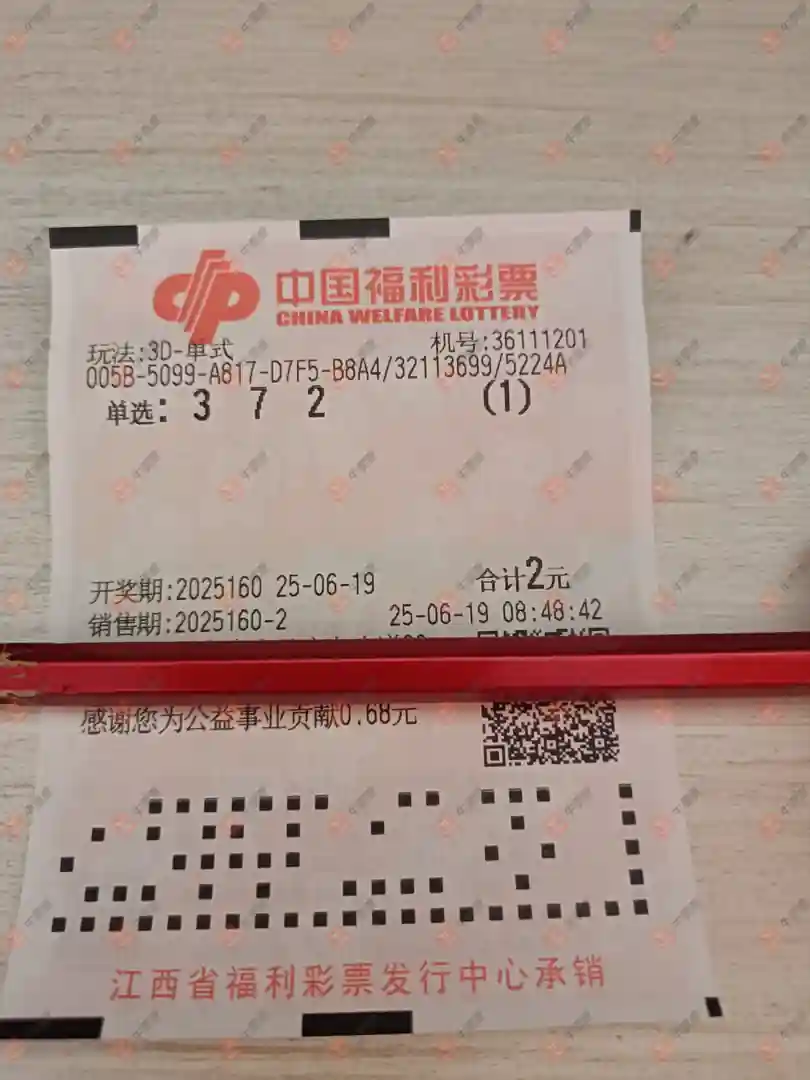 中国福利彩票
CHINA WELFARE LOTTERY
玩法:3D-单式 机号:36111201
005B-5099-A817-D7F5-B8A4/32113699/5224A
单选: 3 7 2 (1)
开奖期:2025160 25-06-19 合计2元
销售期:2025160-2 25-06-19 08:48:42
感谢您为公益事业贡献0.68元
江西省福利彩票发行中心承销